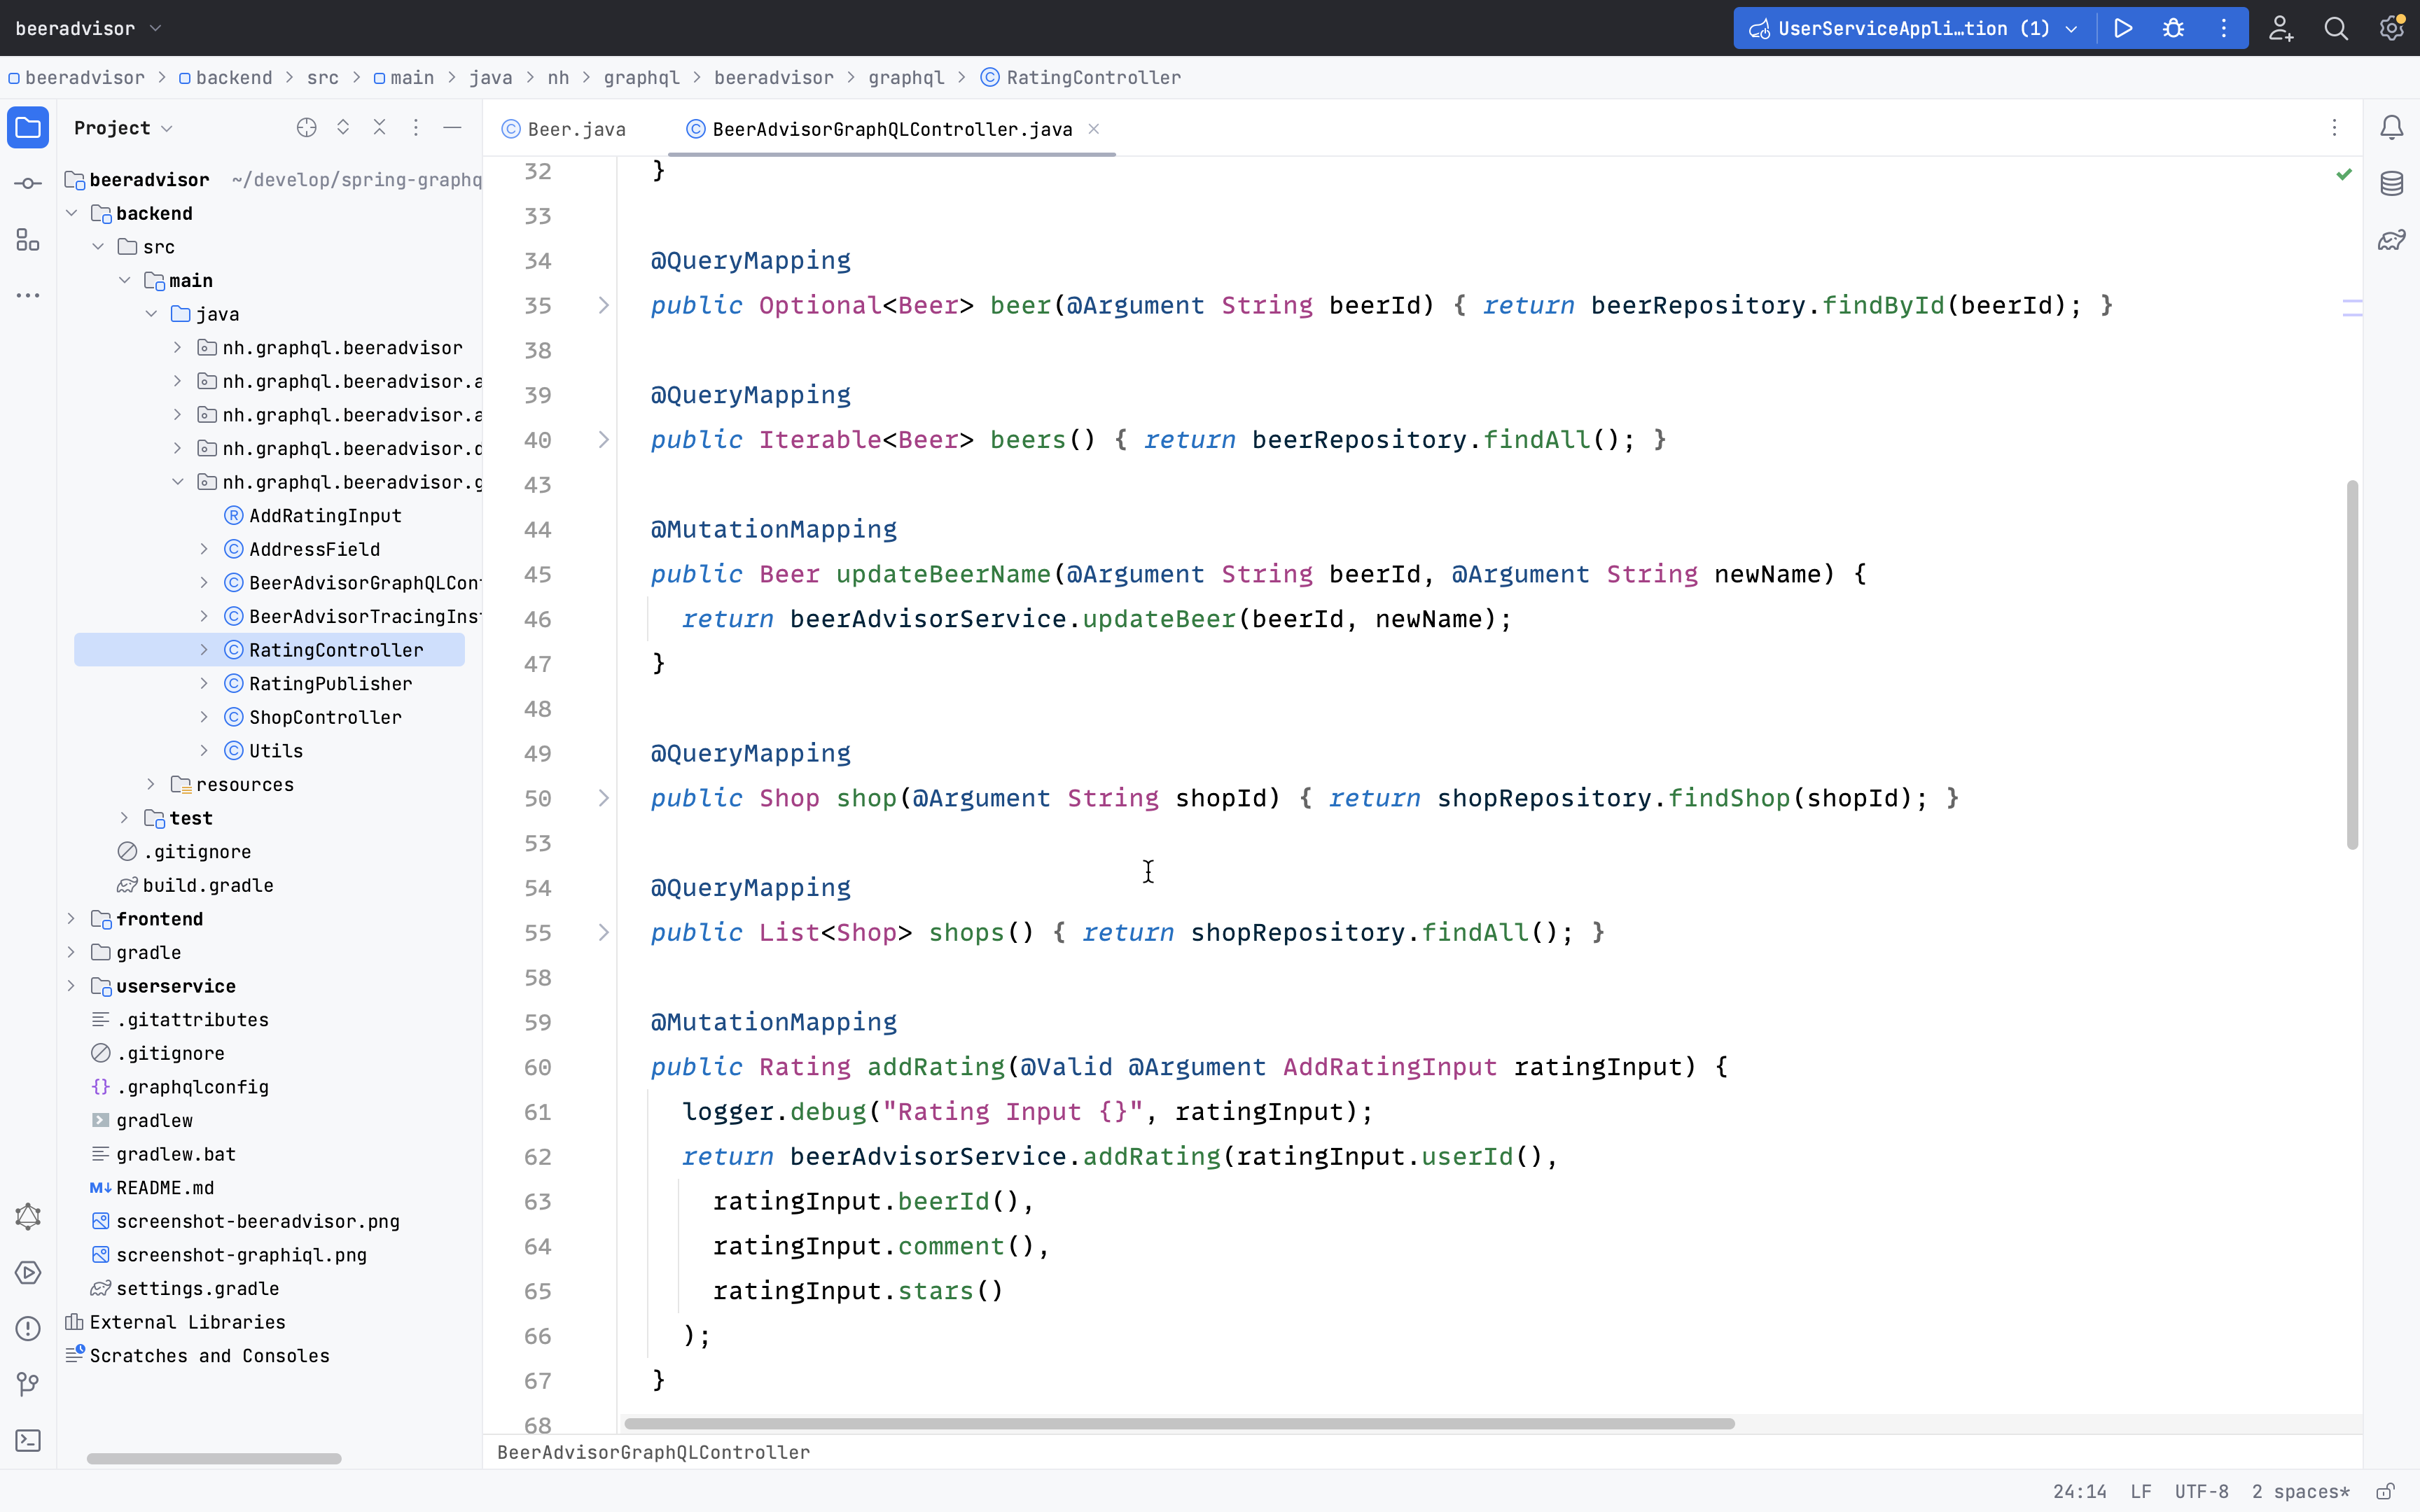 beeradvisor
UserServiceAppli…tion (1)
beeradvisor > backend > src > main > java > nh > graphql > beeradvisor > graphql > RatingController
Project
Beer.java
BeerAdvisorGraphQLController.java
beeradvisor ~/develop/spring-graphq
backend
src
main
java
nh.graphql.beeradvisor
nh.graphql.beeradvisor.a
nh.graphql.beeradvisor.a
nh.graphql.beeradvisor.d
nh.graphql.beeradvisor.g
AddRatingInput
AddressField
BeerAdvisorGraphQLCon
BeerAdvisorTracingIns
RatingController
RatingPublisher
ShopController
Utils
resources
test
.gitignore
build.gradle
frontend
gradle
userservice
.gitattributes
.gitignore
.graphqlconfig
gradlew
gradlew.bat
README.md
screenshot-beeradvisor.png
screenshot-graphiql.png
settings.gradle
External Libraries
Scratches and Consoles
32 }
33
34 @QueryMapping
35 public Optional<Beer> beer(@Argument String beerId) { return beerRepository.findById(beerId); }
38
39 @QueryMapping
40 public Iterable<Beer> beers() { return beerRepository.findAll(); }
43
44 @MutationMapping
45 public Beer updateBeerName(@Argument String beerId, @Argument String newName) {
46 return beerAdvisorService.updateBeer(beerId, newName);
47 }
48
49 @QueryMapping
50 public Shop shop(@Argument String shopId) { return shopRepository.findShop(shopId); }
53
54 @QueryMapping
55 public List<Shop> shops() { return shopRepository.findAll(); }
58
59 @MutationMapping
60 public Rating addRating(@Valid @Argument AddRatingInput ratingInput) {
61 logger.debug("Rating Input {}", ratingInput);
62 return beerAdvisorService.addRating(ratingInput.userId(),
63 ratingInput.beerId(),
64 ratingInput.comment(),
65 ratingInput.stars()
66 );
67 }
68
BeerAdvisorGraphQLController
24:14 LF UTF-8 2 spaces*